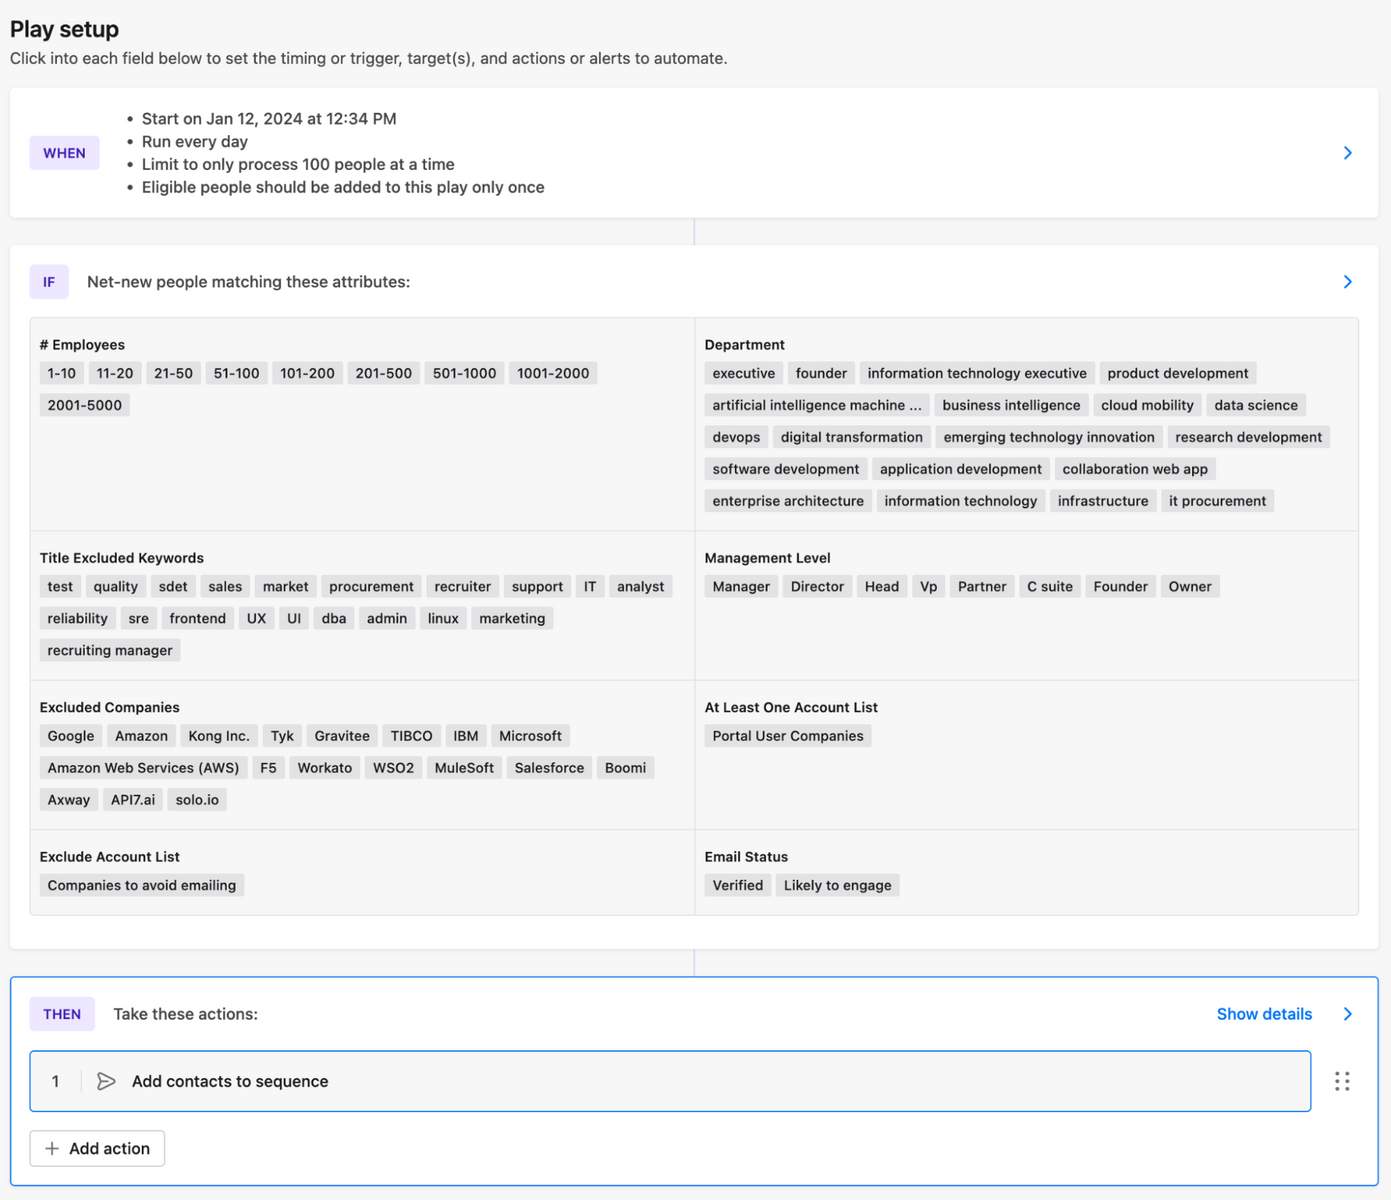 Play setup
Click into each field below to set the timing or trigger, target(s), and actions or alerts to automate.
WHEN
• Start on Jan 12, 2024 at 12:34 PM
• Run every day
• Limit to only process 100 people at a time
• Eligible people should be added to this play only once
IF Net-new people matching these attributes:
# Employees
1-10 11-20 21-50 51-100 101-200 201-500 501-1000 1001-2000
2001-5000
Department
executive founder information technology executive product development
artificial intelligence machine ... business intelligence cloud mobility data science
devops digital transformation emerging technology innovation research development
software development application development collaboration web app
enterprise architecture information technology infrastructure it procurement
Title Excluded Keywords
test quality sdet sales market procurement recruiter support IT analyst
reliability sre frontend UX UI dba admin linux marketing
recruiting manager
Management Level
Manager Director Head Vp Partner C suite Founder Owner
Excluded Companies
Google Amazon Kong Inc. Tyk Gravitee TIBCO IBM Microsoft
Amazon Web Services (AWS) F5 Workato WSO2 MuleSoft Salesforce Boomi
Axway API7.ai solo.io
At Least One Account List
Portal User Companies
Exclude Account List
Companies to avoid emailing
Email Status
Verified Likely to engage
THEN Take these actions: Show details
1 Add contacts to sequence
+ Add action